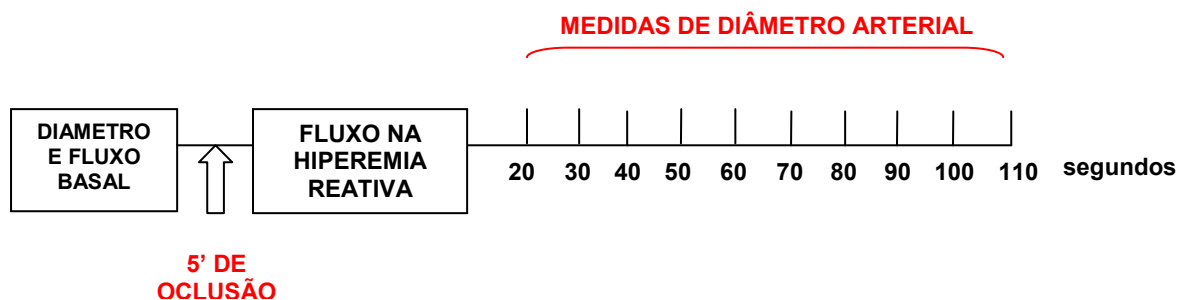 MEDIDAS DE DIÂMETRO ARTERIAL
DIAMETRO
E FLUXO
BASAL
FLUXO NA
HIPEREMIA
REATIVA
20 30 40 50 60 70 80 90 100 110 segundos
5’ DE
OCLUSÃO